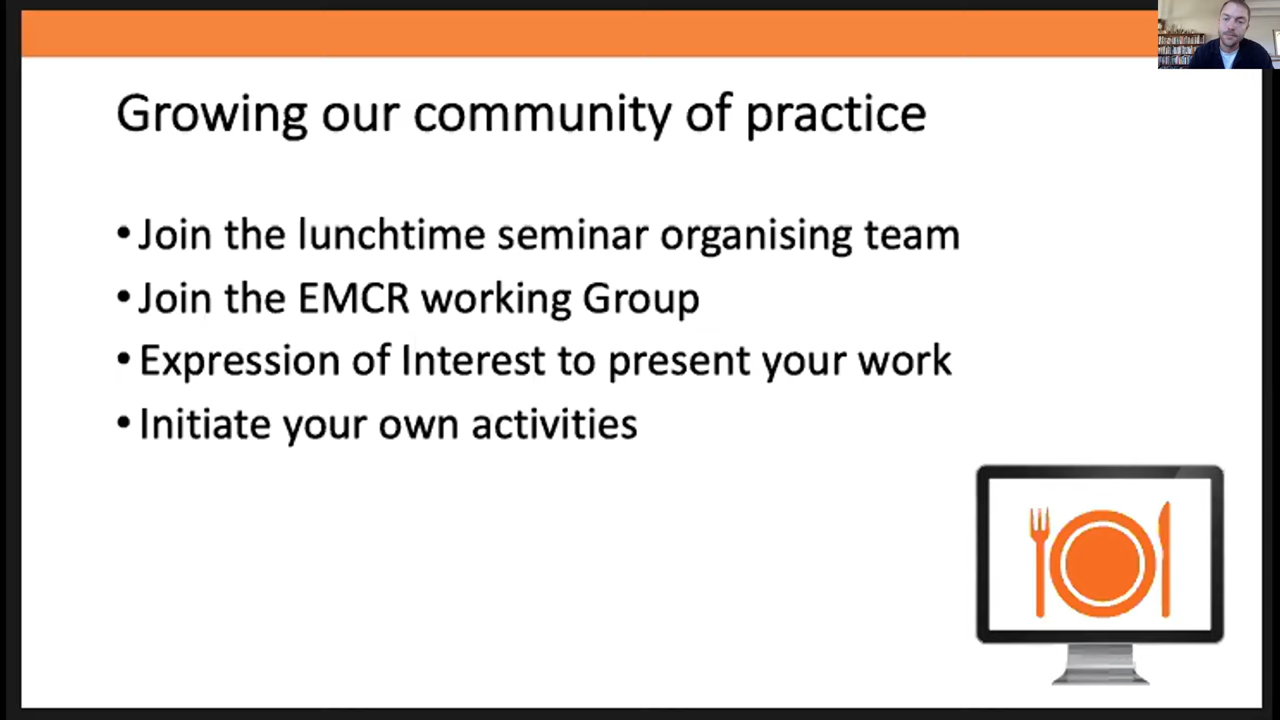 Growing our community of practice
• Join the lunchtime seminar organising team
• Join the EMCR working Group
• Expression of Interest to present your work
• Initiate your own activities